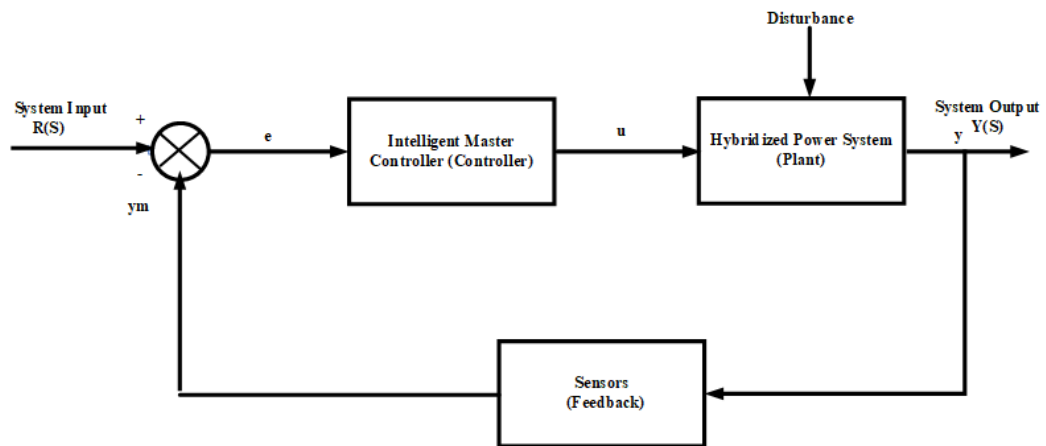 Disturbance
System Input
R(S)
+
-
ym
e
Intelligent Master
Controller (Controller)
u
Hybridized Power System
(Plant)
System Output
Y(S)
y
Sensors
(Feedback)